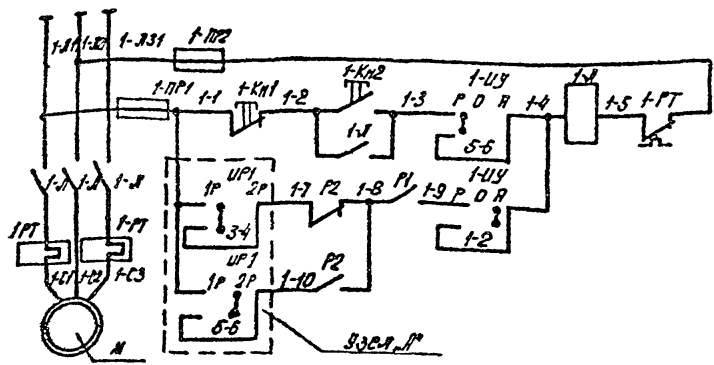 1-Л1 1-Л2 1-ЛЗ1 1-ПР2
1-ПР1 1-1 1-КН1 1-2 1-КН2 1-3 1-ИУ 1-4 1-Л 1-5 1-РТ
Р О А
1-Л
5-6
1-Л 1-Л 1-Л
ИР1 1-ИУ
1Р 2Р 1-7 Р2 1-8 Р1 1-9 Р О А
1РТ 1-РТ
3-4 1-2
ИР1
1-С1 1-С2 1-С3 1Р 2Р 1-10 Р2
5-6
М
Узел „А"